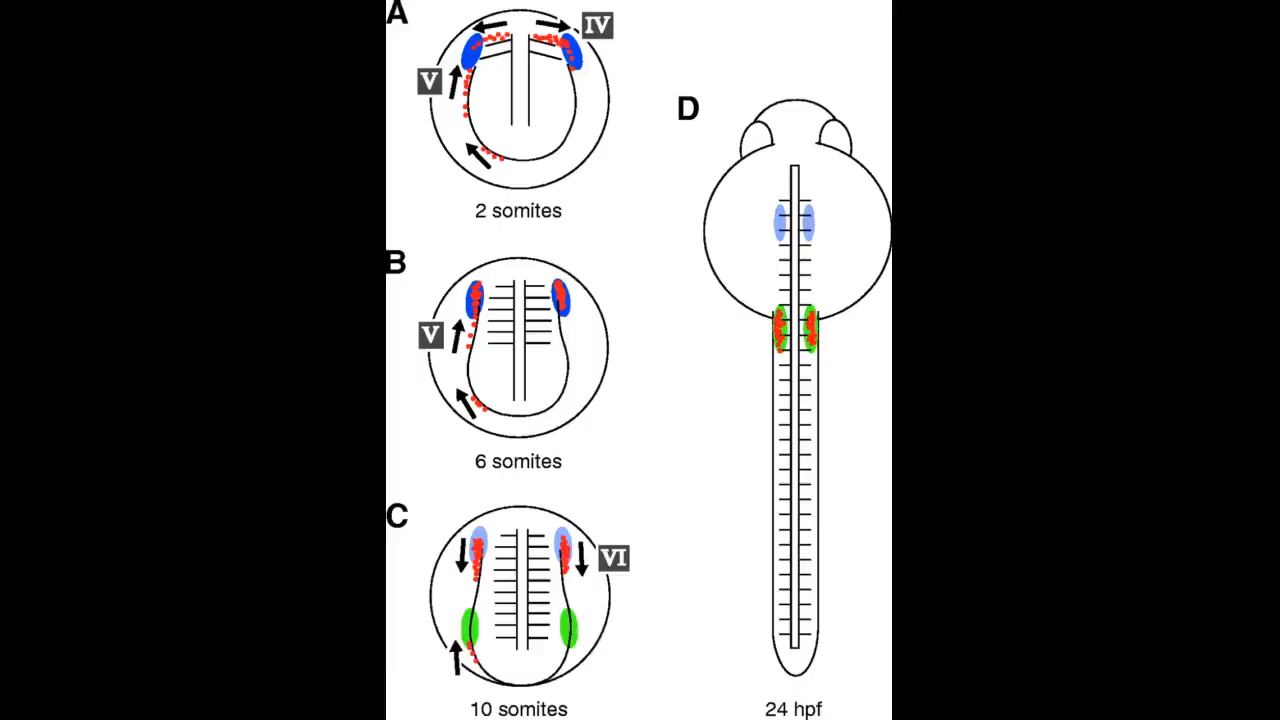 A
IV
V
2 somites
B
V
6 somites
C
VI
10 somites
D
24 hpf